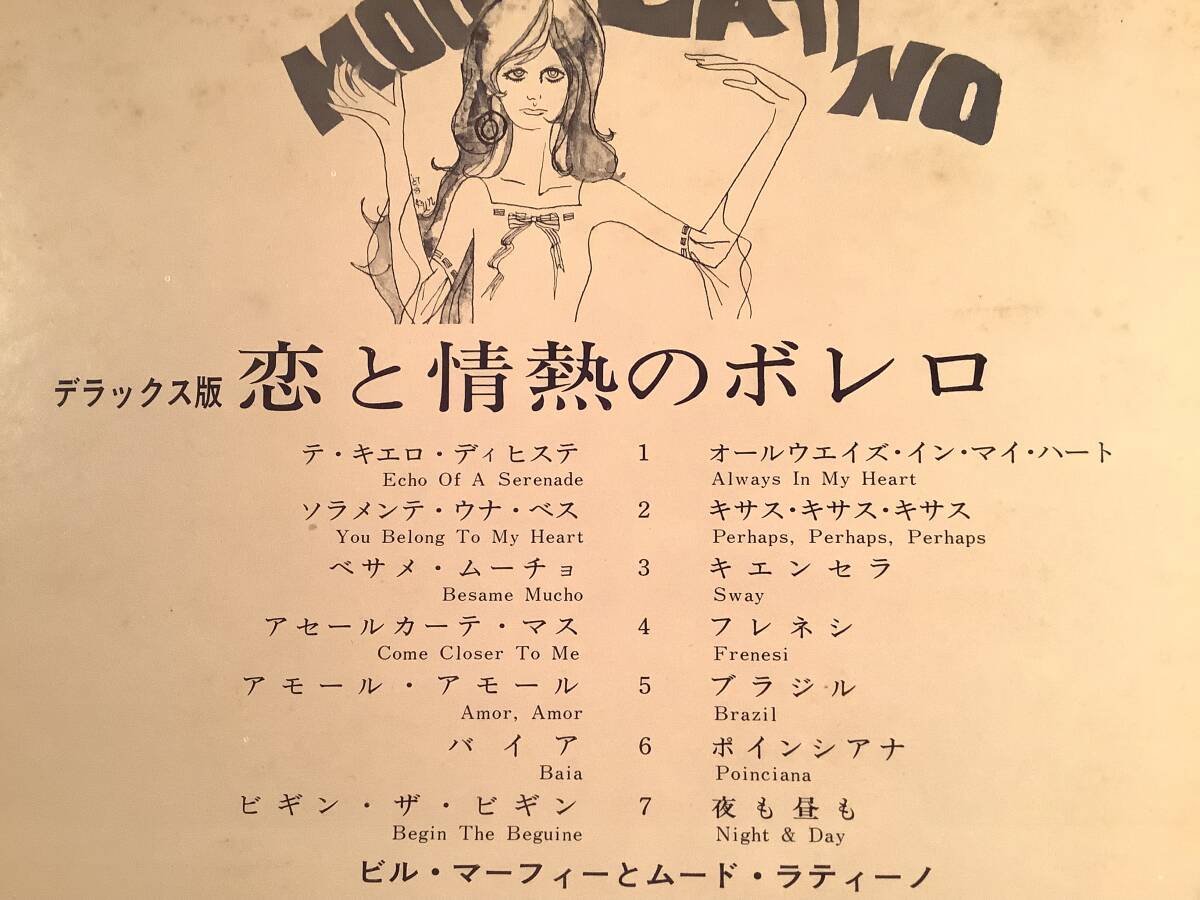 MOOD LATINO
デラックス版 恋と情熱のボレロ
テ・キエロ・ディヒステ 1 オールウエイズ・イン・マイ・ハート
Echo Of A Serenade Always In My Heart
ソラメンテ・ウナ・ベス 2 キサス・キサス・キサス
You Belong To My Heart Perhaps, Perhaps, Perhaps
ベサメ・ムーチョ 3 キエンセラ
Besame Mucho Sway
アセールカーテ・マス 4 フレネシ
Come Closer To Me Frenesi
アモール・アモール 5 ブラジル
Amor, Amor Brazil
バイア 6 ポインシアナ
Baia Poinciana
ビギン・ザ・ビギン 7 夜も昼も
Begin The Beguine Night & Day
ビル・マーフィーとムード・ラティーノ